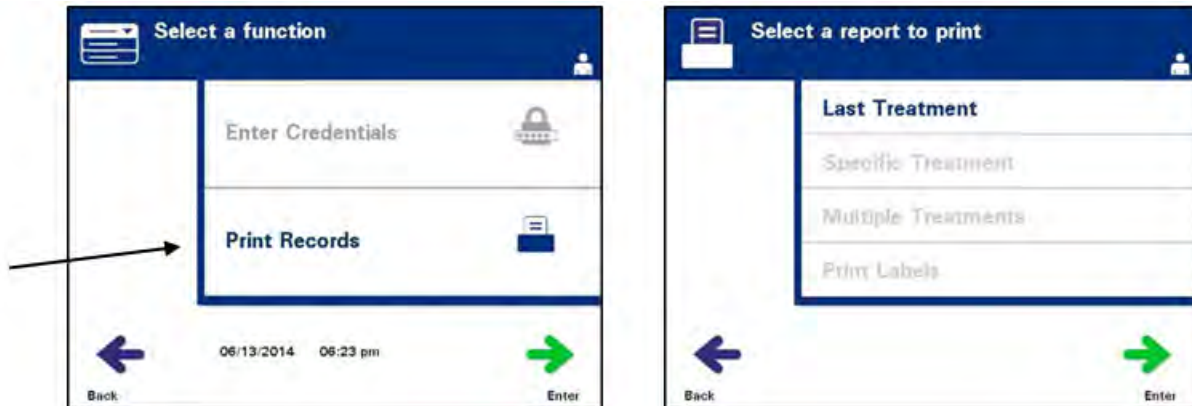 Select a function
Enter Credentials
Print Records
06/13/2014 06:23 pm
Back
Enter
Select a report to print
Last Treatment
Specific Treatment
Multiple Treatments
Print Labels
Back
Enter